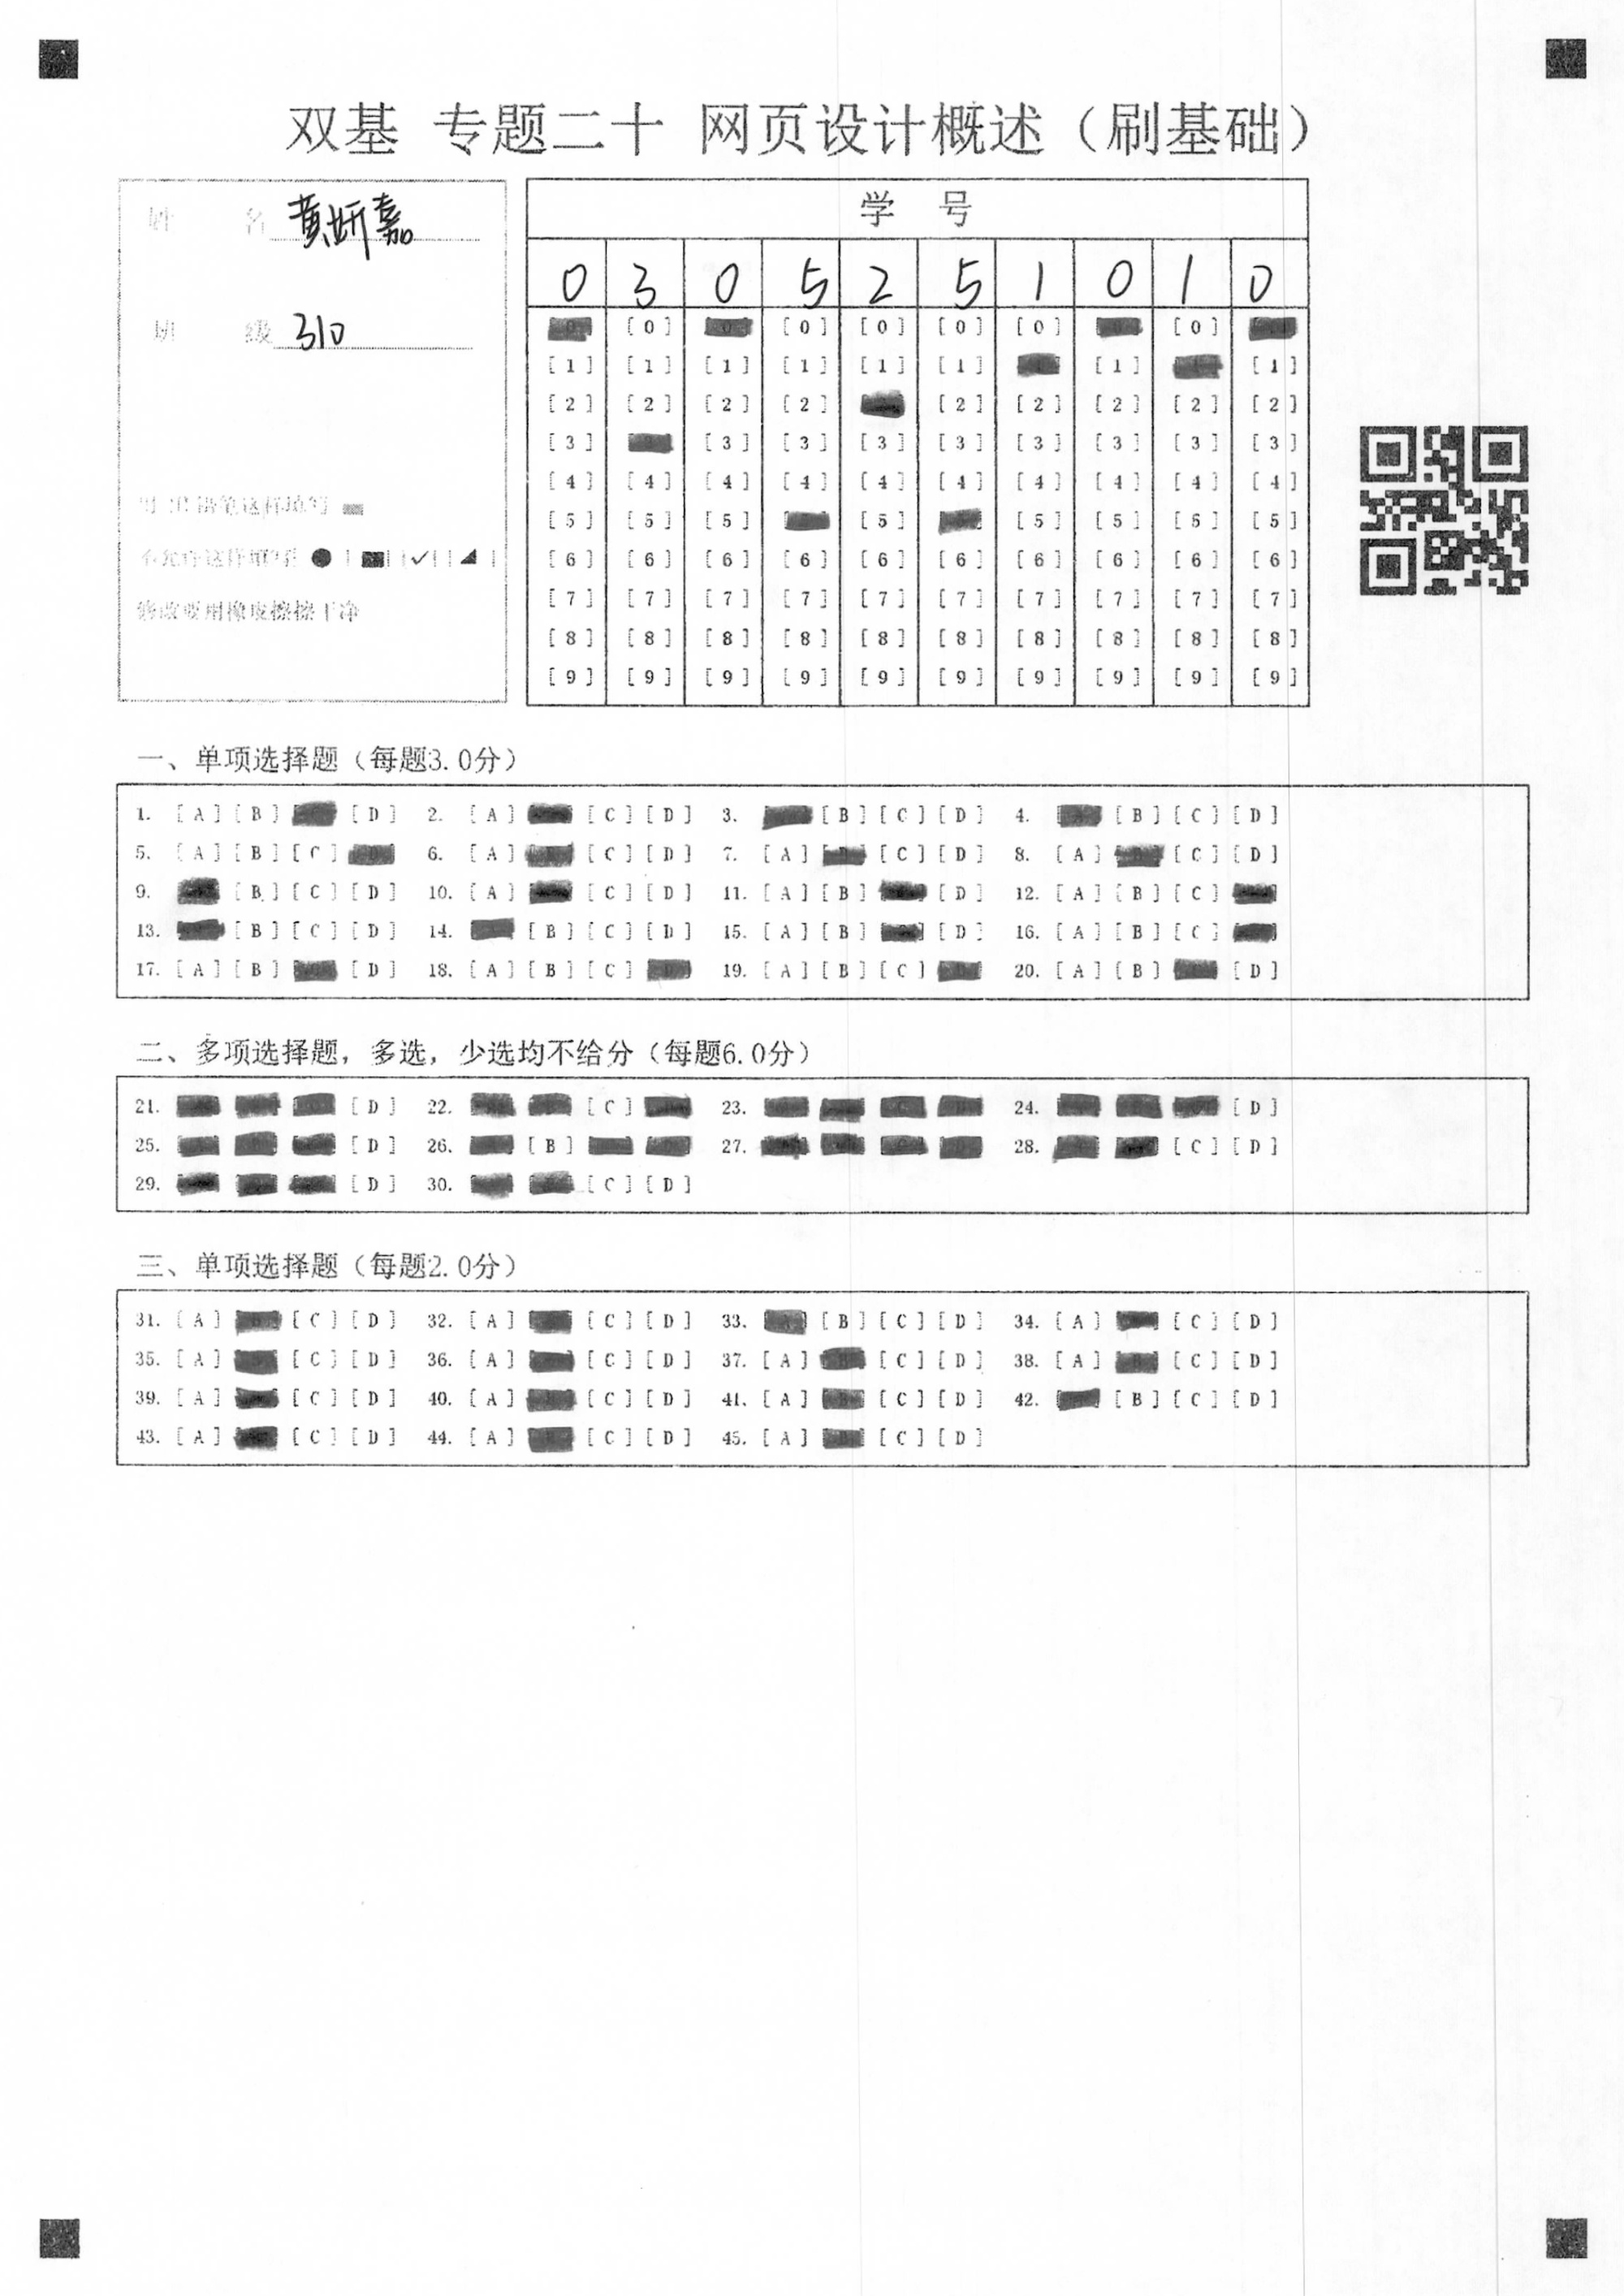 双基 专题二十 网页设计概述（刷基础）
姓 名 黄妍嘉
班 级 310
不允许这样填写
修改要用橡皮擦擦干净
学 号
0 3 0 5 2 5 1 0 1 0
[0] [0] [0] [0] [0] [0]
[1] [1] [1] [1] [1] [1] [1] [1]
[2] [2] [2] [2] [2] [2] [2] [2] [2]
[3] [3] [3] [3] [3] [3] [3] [3] [3]
[4] [4] [4] [4] [4] [4] [4] [4] [4] [4]
[5] [5] [5] [5] [5] [5] [5] [5]
[6] [6] [6] [6] [6] [6] [6] [6] [6] [6]
[7] [7] [7] [7] [7] [7] [7] [7] [7] [7]
[8] [8] [8] [8] [8] [8] [8] [8] [8] [8]
[9] [9] [9] [9] [9] [9] [9] [9] [9] [9]
一、单项选择题（每题3.0分）
1. [A] [B] [D] 2. [A] [C] [D] 3. [B] [C] [D] 4. [B] [C] [D]
5. [A] [B] [C] 6. [A] [C] [D] 7. [A] [C] [D] 8. [A] [C] [D]
9. [B] [C] [D] 10. [A] [C] [D] 11. [A] [B] [D] 12. [A] [B] [C]
13. [B] [C] [D] 14. [B] [C] [D] 15. [A] [B] [D] 16. [A] [B] [C]
17. [A] [B] [D] 18. [A] [B] [C] 19. [A] [B] [C] 20. [A] [B] [D]
二、多项选择题，多选，少选均不给分（每题6.0分）
21. [D] 22. [C] 23. 24. [D]
25. [D] 26. [B] 27. 28. [C] [D]
29. [D] 30. [C] [D]
三、单项选择题（每题2.0分）
31. [A] [C] [D] 32. [A] [C] [D] 33. [B] [C] [D] 34. [A] [C] [D]
35. [A] [C] [D] 36. [A] [C] [D] 37. [A] [C] [D] 38. [A] [C] [D]
39. [A] [C] [D] 40. [A] [C] [D] 41. [A] [C] [D] 42. [B] [C] [D]
43. [A] [C] [D] 44. [A] [C] [D] 45. [A] [C] [D]